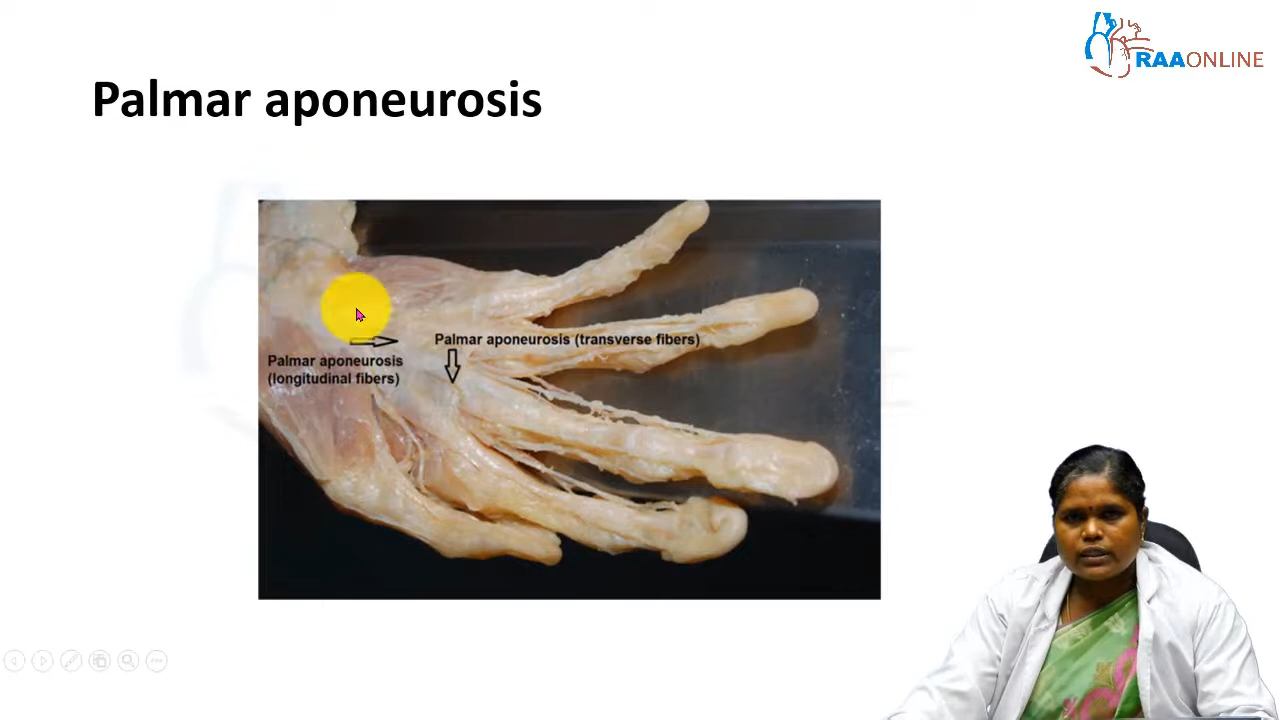 RAAONLINE
Palmar aponeurosis
Palmar aponeurosis (transverse fibers)
Palmar aponeurosis
(longitudinal fibers)